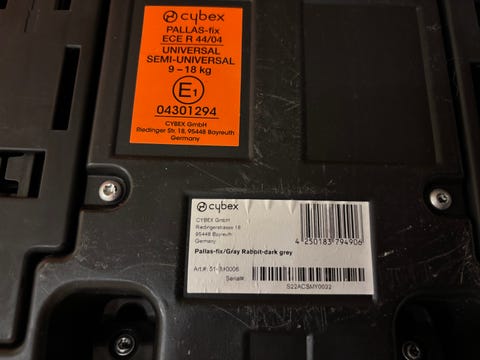 cybex
PALLAS-fix
ECE R 44/04
UNIVERSAL
SEMI-UNIVERSAL
9 – 18 kg
E1
04301294
CYBEX GmbH
Riedinger Str. 18, 95448 Bayreuth
Germany
cybex
CYBEX GmbH
Riedingerstrasse 18
95448 Bayreuth
Germany
Pallas-fix/Gray Rabbit-dark grey
4 250183 794906
Art.#: 51-
Serial#:
S22ACSMY0032